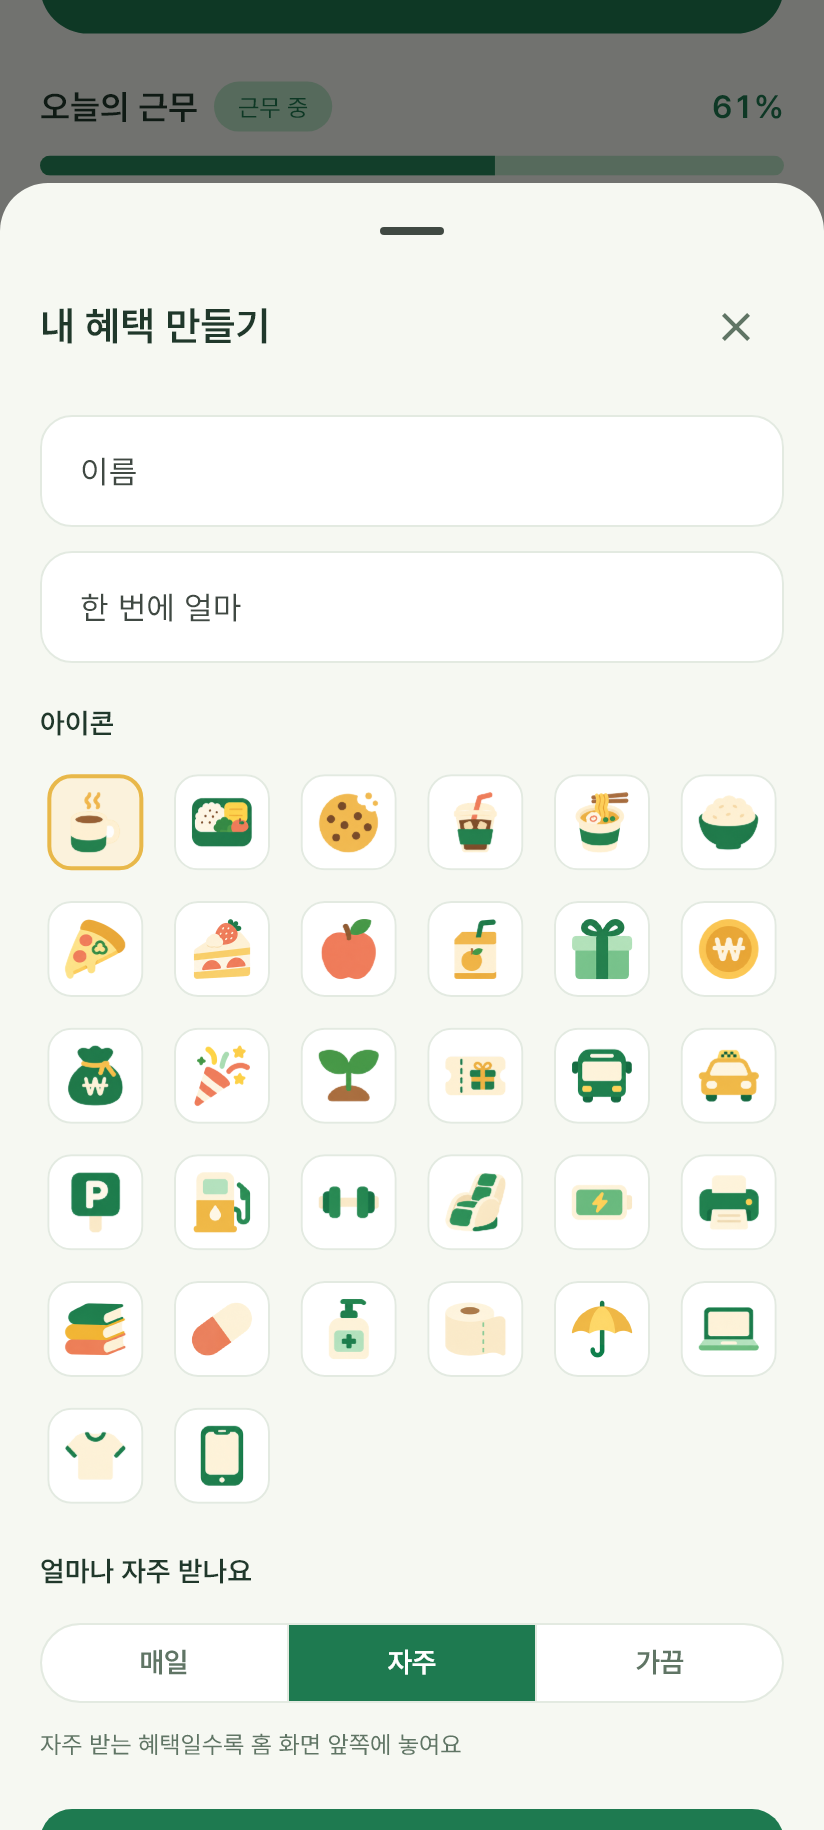 오늘의 근무 근무 중 61%
내 혜택 만들기
이름
한 번에 얼마
아이콘
₩
₩
P
얼마나 자주 받나요
매일 자주 가끔
자주 받는 혜택일수록 홈 화면 앞쪽에 놓여요